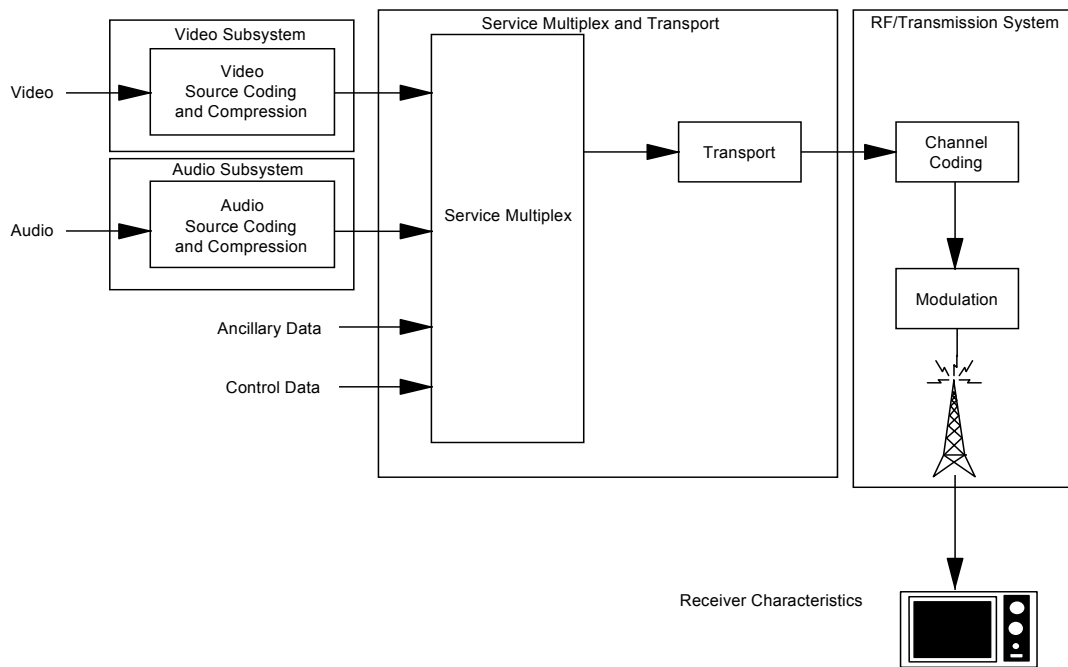 Video Subsystem
Service Multiplex and Transport
RF/Transmission System
Video
Video
Source Coding
and Compression
Audio Subsystem
Audio
Audio
Source Coding
and Compression
Service Multiplex
Transport
Channel
Coding
Modulation
Ancillary Data
Control Data
Receiver Characteristics